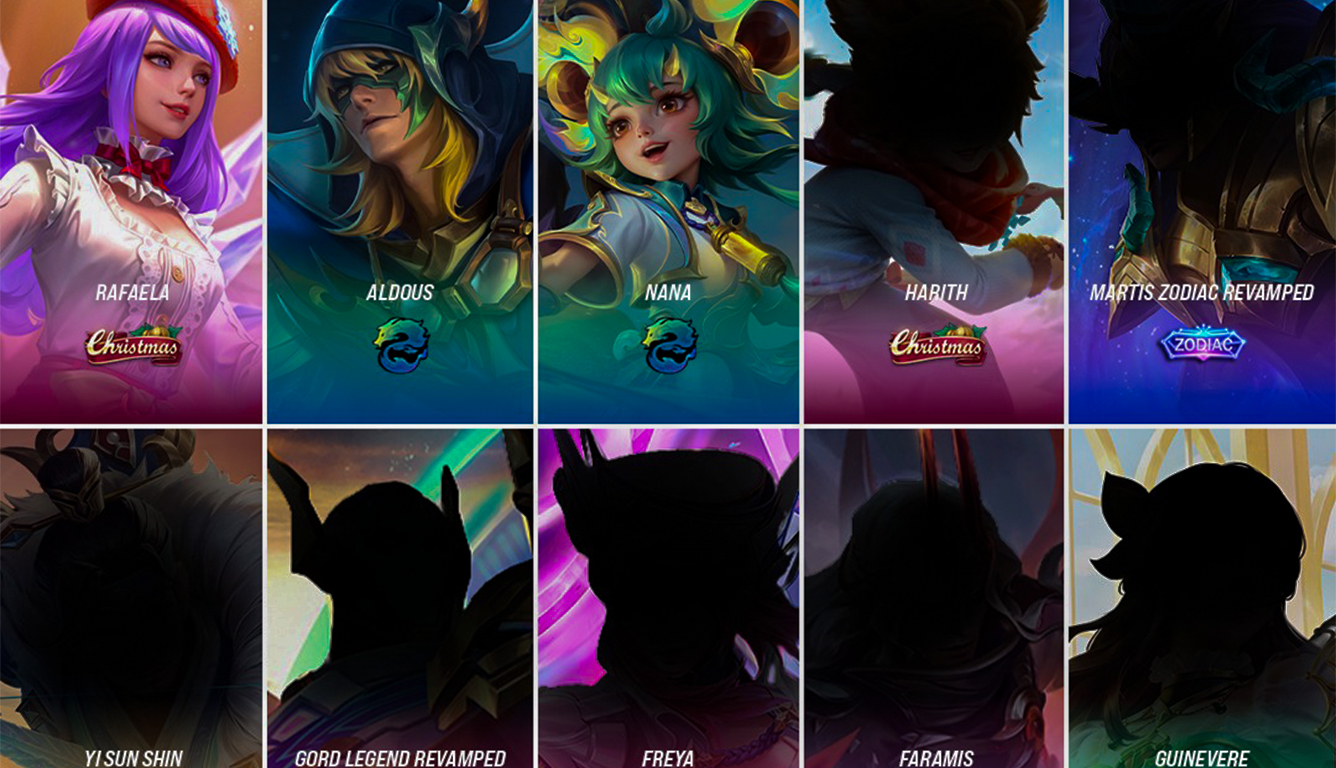 RAFAELA
ALDOUS
NANA
HARITH
MARTIS ZODIAC REVAMPED
Christmas
Christmas
ZODIAC
YI SUN SHIN
GORD LEGEND REVAMPED
FREYA
FARAMIS
GUINEVERE